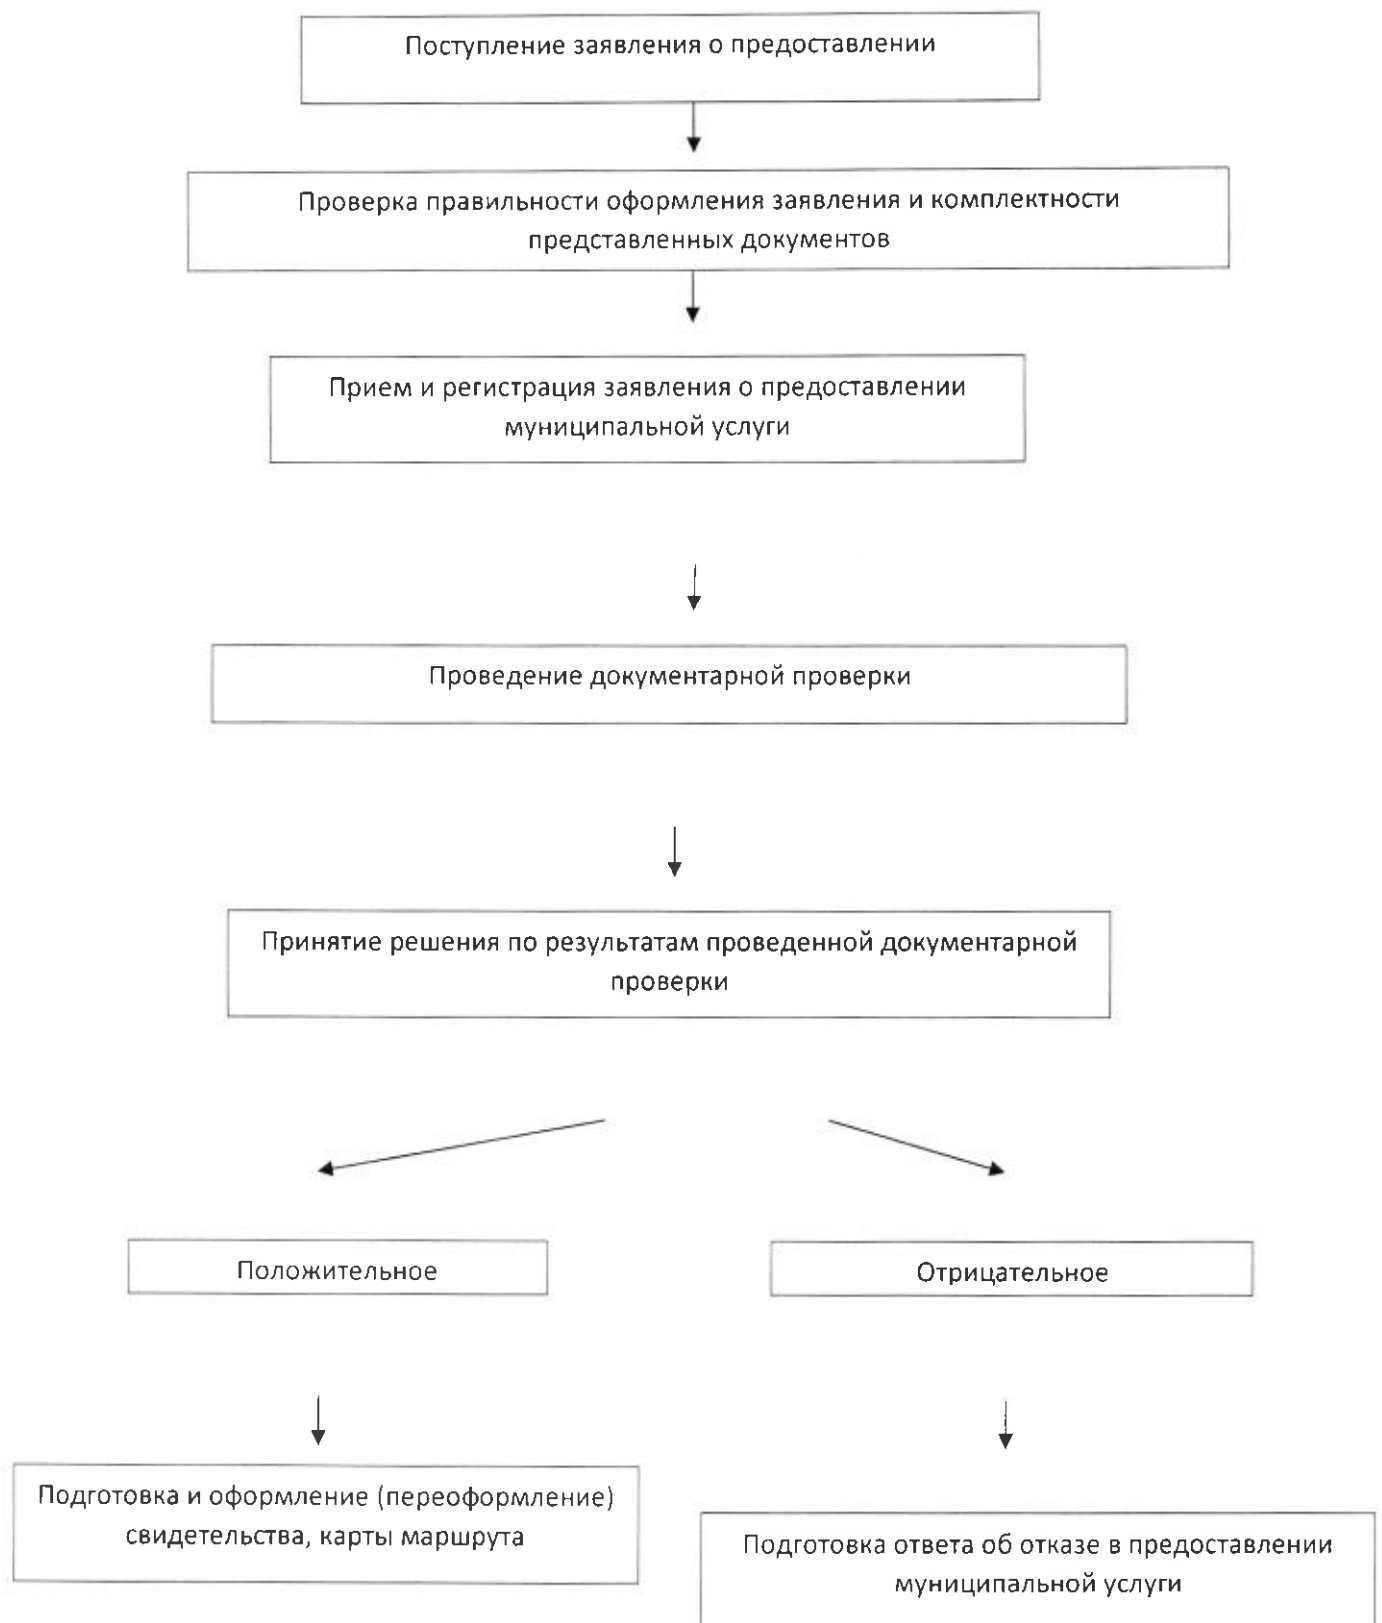 Поступление заявления о предоставлении
Проверка правильности оформления заявления и комплектности
представленных документов
Прием и регистрация заявления о предоставлении
муниципальной услуги
Проведение документарной проверки
Принятие решения по результатам проведенной документарной
проверки
Положительное
Отрицательное
Подготовка и оформление (переоформление)
свидетельства, карты маршрута
Подготовка ответа об отказе в предоставлении
муниципальной услуги